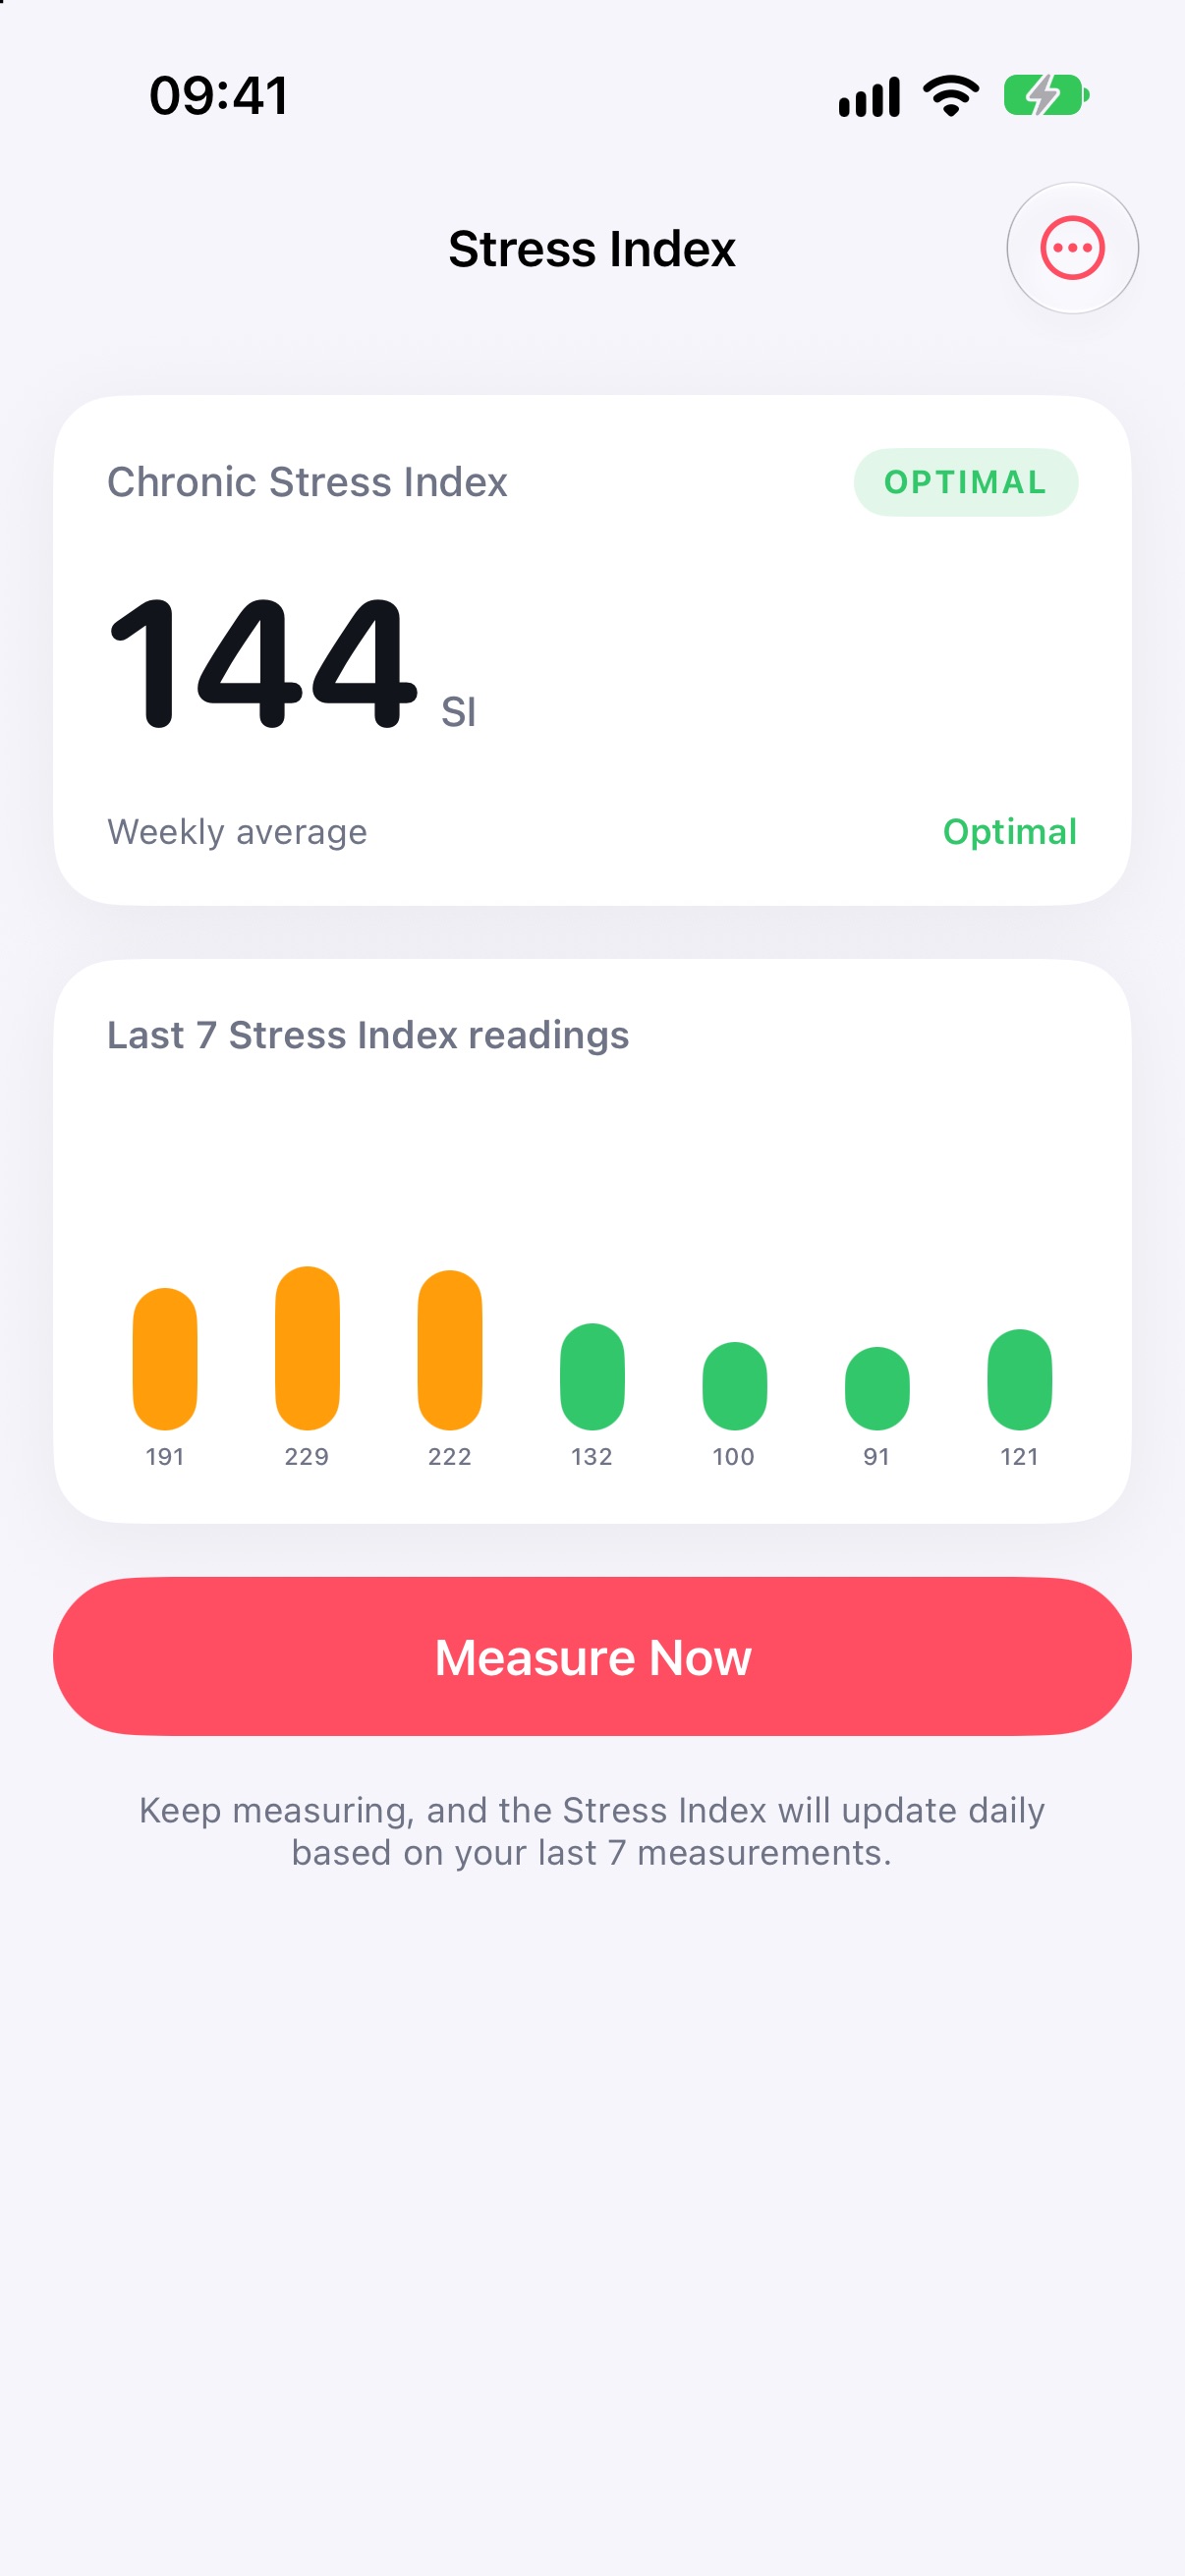 09:41
Stress Index
Chronic Stress Index
OPTIMAL
144 SI
Weekly average
Optimal
Last 7 Stress Index readings
191 229 222 132 100 91 121
Measure Now
Keep measuring, and the Stress Index will update daily
based on your last 7 measurements.